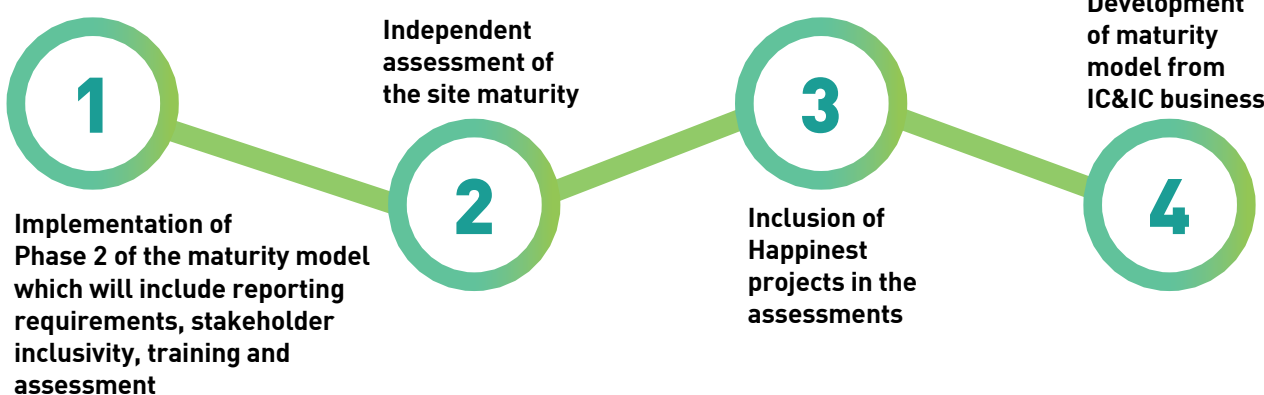 1
Implementation of
Phase 2 of the maturity model
which will include reporting
requirements, stakeholder
inclusivity, training and
assessment
Independent
assessment of
the site maturity
2
3
Inclusion of
Happinest
projects in the
assessments
Development
of maturity
model from
IC&IC business
4